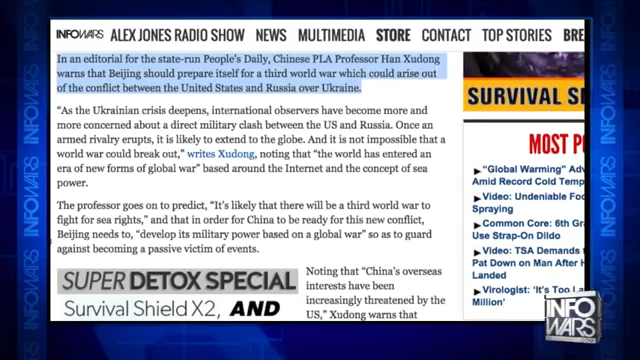 INFOWARS ALEX JONES RADIO SHOW NEWS MULTIMEDIA STORE CONTACT TOP STORIES BRE
In an editorial for the state-run People's Daily, Chinese PLA Professor Han Xudong
warns that Beijing should prepare itself for a third world war which could arise out
of the conflict between the United States and Russia over Ukraine.
“As the Ukrainian crisis deepens, international observers have become more and
more concerned about a direct military clash between the US and Russia. Once an
armed rivalry erupts, it is likely to extend to the globe. And it is not impossible that a
world war could break out,” writes Xudong, noting that “the world has entered an
era of new forms of global war” based around the Internet and the concept of sea
power.
The professor goes on to predict, “It's likely that there will be a third world war to
fight for sea rights,” and that in order for China to be ready for this new conflict,
Beijing needs to, “develop its military power based on a global war” so as to guard
against becoming a passive victim of events.
SUPER DETOX SPECIAL
Survival Shield X2, AND
Noting that “China's overseas
interests have been
increasingly threatened by the
US,” Xudong warns that
SURVIVAL S
MOST P
“Global Warming” Adv
Amid Record Cold Temp
Video: Undeniable Foo
Spraying
Common Core: 6th Gra
Use Strap-On Dildo
Video: TSA Demands t
Pat Down on Man After H
Landed
Virologist: ‘It's Too La
Million’
INFO
WARS
.COM
INFOWARS
INFOWARS